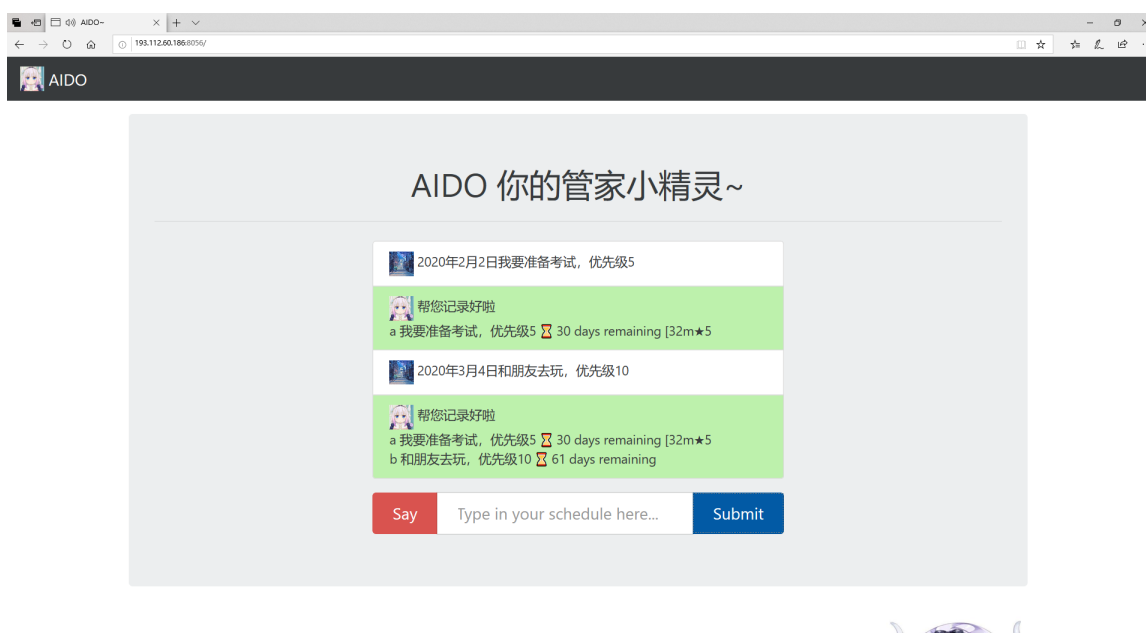 AIDO~
193.112.60.186:8056/
AIDO
AIDO 你的管家小精灵~
2020年2月2日我要准备考试，优先级5
帮您记录好啦
a 我要准备考试，优先级5 ⌛ 30 days remaining [32m★5
2020年3月4日和朋友去玩，优先级10
帮您记录好啦
a 我要准备考试，优先级5 ⌛ 30 days remaining [32m★5
b 和朋友去玩，优先级10 ⌛ 61 days remaining
Say Type in your schedule here... Submit